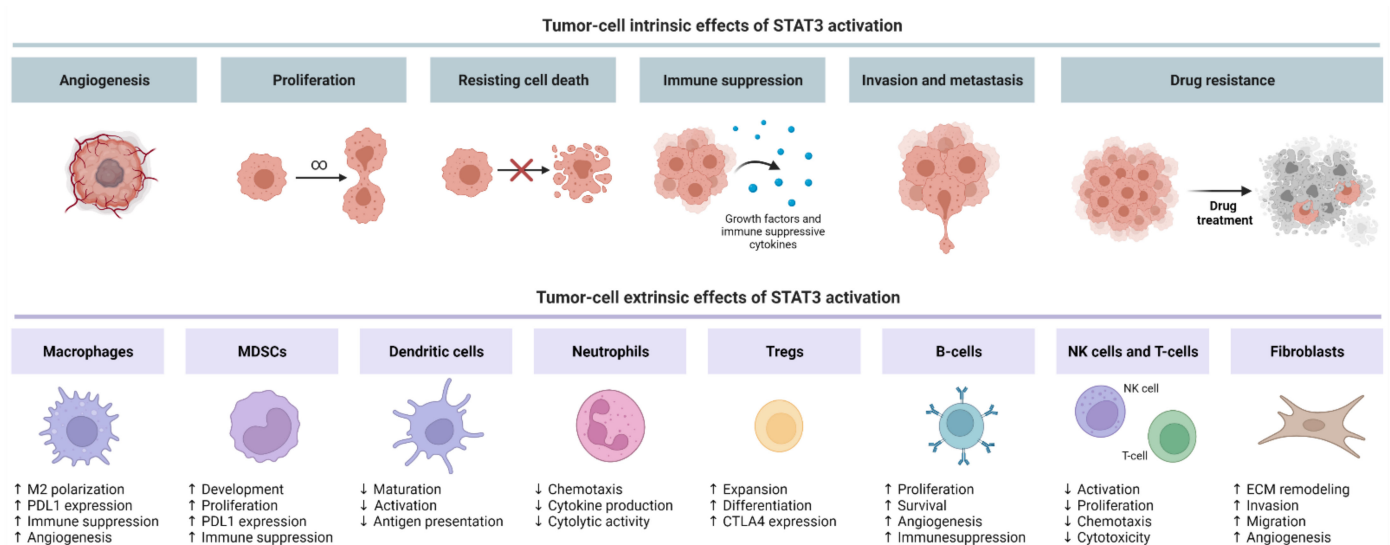 Tumor-cell intrinsic effects of STAT3 activation
Angiogenesis
Proliferation
Resisting cell death
Immune suppression
Invasion and metastasis
Drug resistance
∞
Growth factors and
immune suppressive
cytokines
Drug
treatment
Tumor-cell extrinsic effects of STAT3 activation
Macrophages
MDSCs
Dendritic cells
Neutrophils
Tregs
B-cells
NK cells and T-cells
Fibroblasts
NK cell
T-cell
↑ M2 polarization
↑ PDL1 expression
↑ Immune suppression
↑ Angiogenesis
↑ Development
↑ Proliferation
↑ PDL1 expression
↑ Immune suppression
↓ Maturation
↓ Activation
↓ Antigen presentation
↓ Chemotaxis
↓ Cytokine production
↓ Cytolytic activity
↑ Expansion
↑ Differentiation
↑ CTLA4 expression
↑ Proliferation
↑ Survival
↑ Angiogenesis
↑ Immunesuppression
↓ Activation
↓ Proliferation
↓ Chemotaxis
↓ Cytotoxicity
↑ ECM remodeling
↑ Invasion
↑ Migration
↑ Angiogenesis